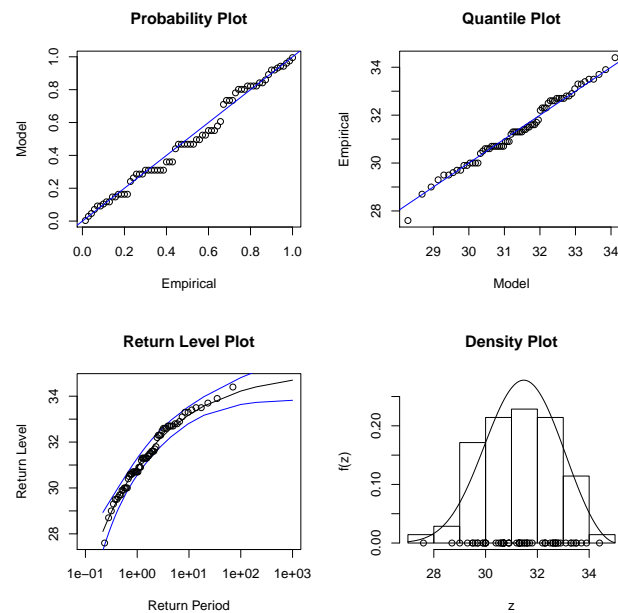 Probability Plot
Model
0.0 0.2 0.4 0.6 0.8 1.0
0.0 0.2 0.4 0.6 0.8 1.0
Empirical
Quantile Plot
Empirical
28 30 32 34
29 30 31 32 33 34
Model
Return Level Plot
Return Level
28 30 32 34
1e−01 1e+00 1e+01 1e+02 1e+03
Return Period
Density Plot
f(z)
0.00 0.10 0.20
28 30 32 34
z